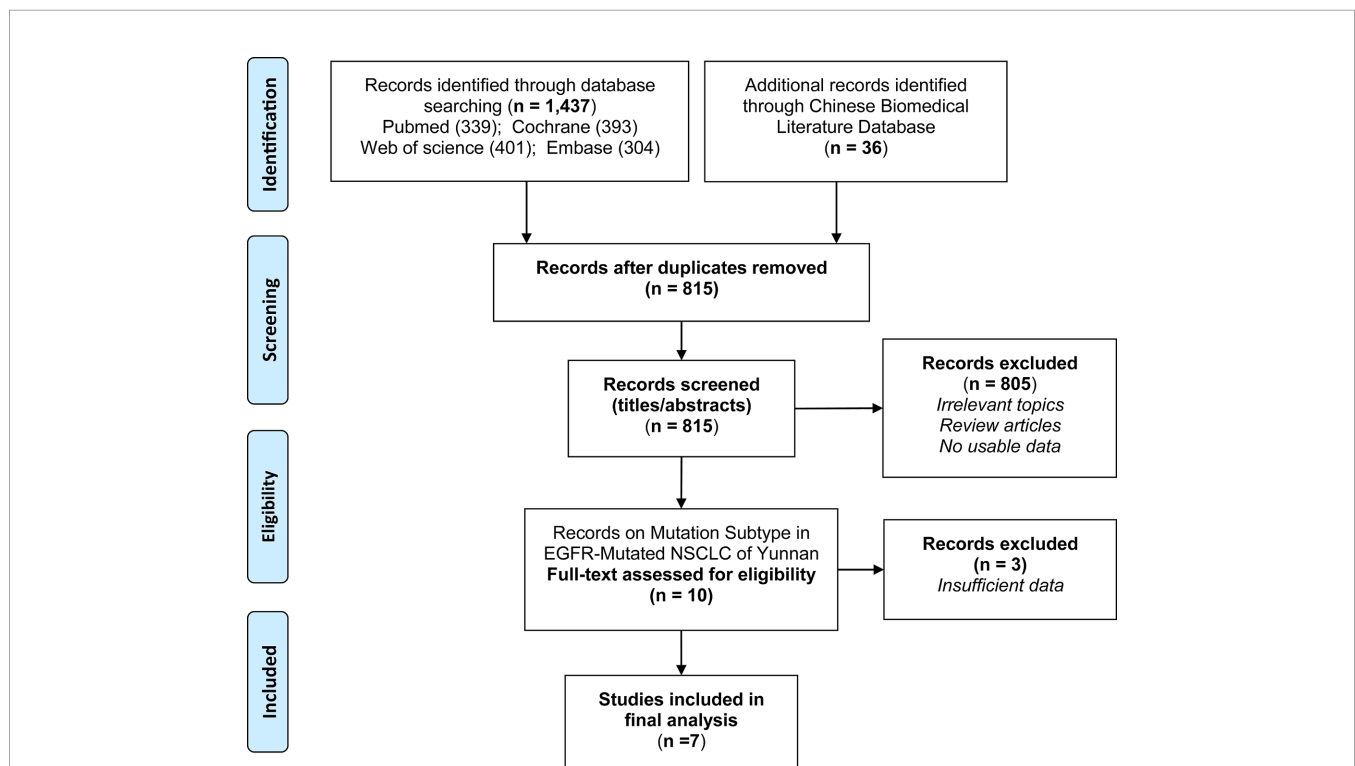 Identification
Records identified through database
searching (n = 1,437)
Pubmed (339); Cochrane (393)
Web of science (401); Embase (304)
Additional records identified
through Chinese Biomedical
Literature Database
(n = 36)
Screening
Records after duplicates removed
(n = 815)
Records screened
(titles/abstracts)
(n = 815)
Records excluded
(n = 805)
Irrelevant topics
Review articles
No usable data
Eligibility
Records on Mutation Subtype in
EGFR-Mutated NSCLC of Yunnan
Full-text assessed for eligibility
(n = 10)
Records excluded
(n = 3)
Insufficient data
Included
Studies included in
final analysis
(n =7)